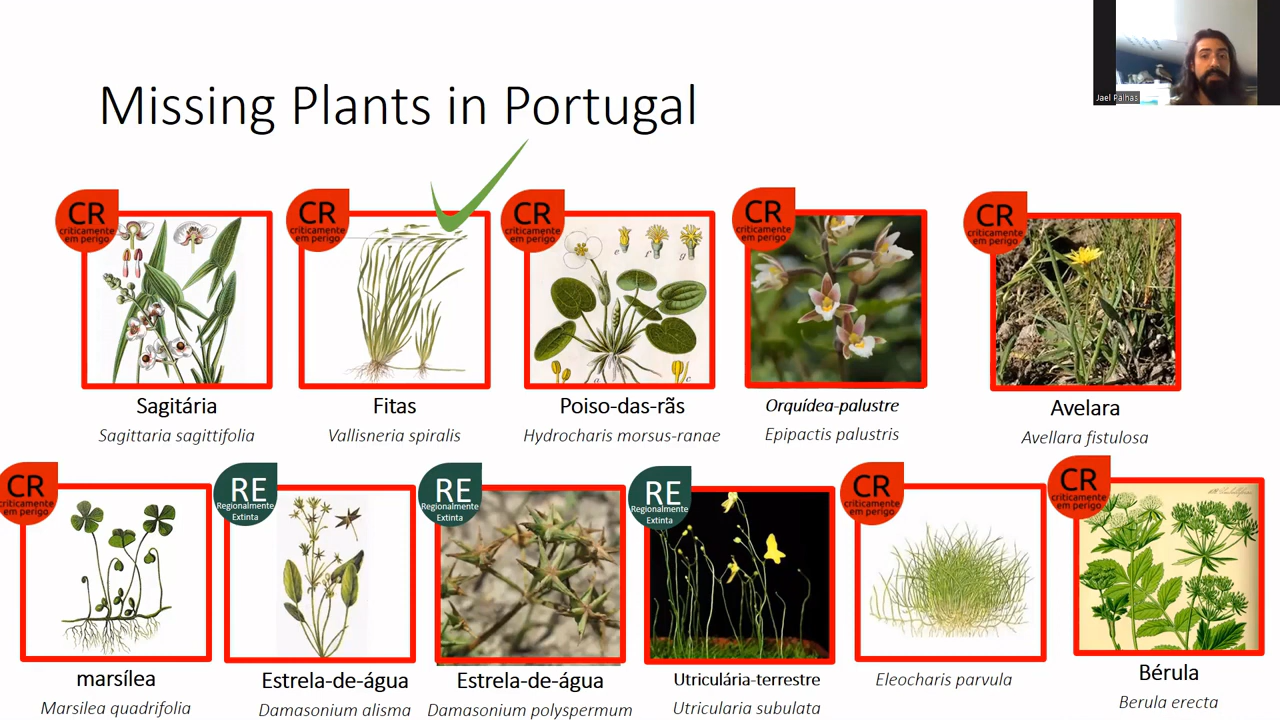 Jael Palhas
Missing Plants in Portugal
CR
criticamente
em perigo
CR
criticamente
em perigo
CR
criticamente
em perigo
CR
criticamente
em perigo
CR
criticamente
em perigo
Sagitária
Sagittaria sagittifolia
Fitas
Vallisneria spiralis
Poiso-das-rãs
Hydrocharis morsus-ranae
Orquídea-palustre
Epipactis palustris
Avelara
Avellara fistulosa
CR
criticamente
em perigo
RE
Regionalmente
Extinta
RE
Regionalmente
Extinta
RE
Regionalmente
Extinta
CR
criticamente
em perigo
CR
criticamente
em perigo
marsílea
Marsilea quadrifolia
Estrela-de-água
Damasonium alisma
Estrela-de-água
Damasonium polyspermum
Utriculária-terrestre
Utricularia subulata
Eleocharis parvula
Bérula
Berula erecta